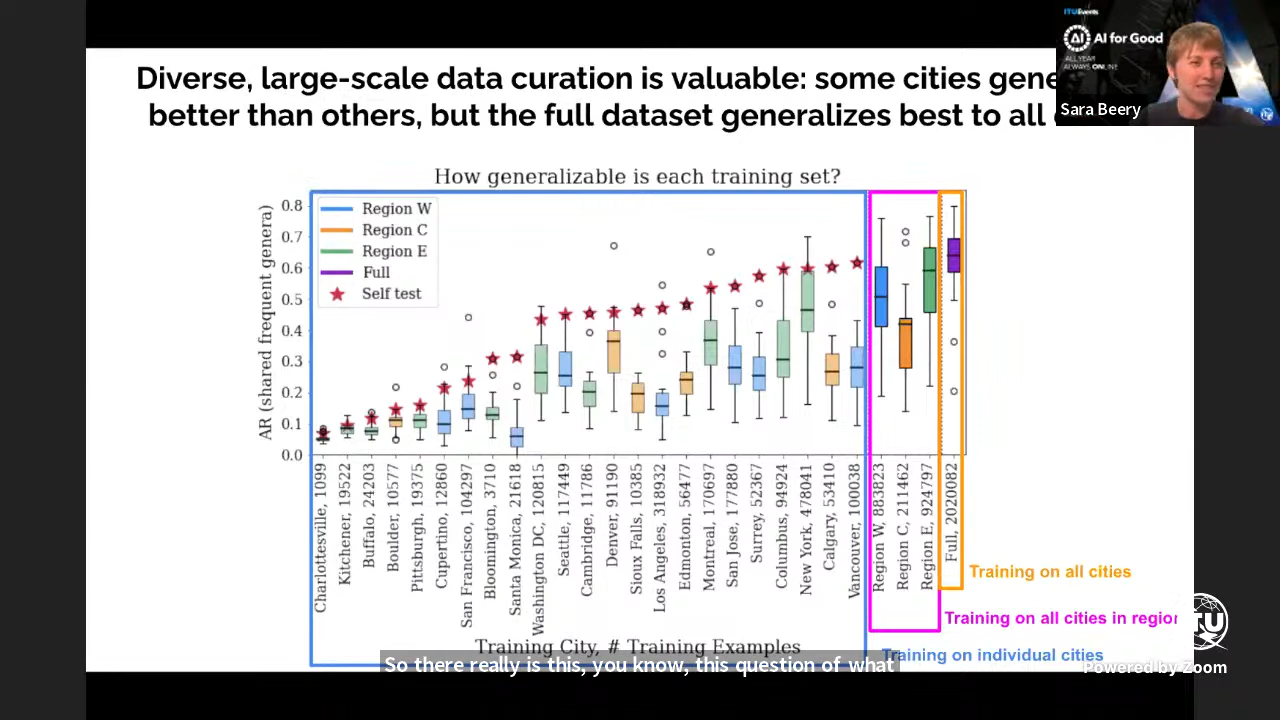 Diverse, large-scale data curation is valuable: some cities gene
better than others, but the full dataset generalizes best to all
ITUEvents
AI for Good
ALL YEAR
ALWAYS ONLINE
Sara Beery
How generalizable is each training set?
AR (shared frequent genera)
0.8
0.7
0.6
0.5
0.4
0.3
0.2
0.1
0.0
Region W
Region C
Region E
Full
Self test
Charlottesville, 1099
Kitchener, 19522
Buffalo, 24203
Boulder, 10577
Pittsburgh, 19375
Cupertino, 12860
San Francisco, 104297
Bloomington, 3710
Santa Monica, 21618
Washington DC, 120815
Seattle, 117449
Cambridge, 11786
Denver, 91190
Sioux Falls, 10385
Los Angeles, 318932
Edmonton, 56477
Montreal, 170697
San Jose, 177880
Surrey, 52367
Columbus, 94924
New York, 478041
Calgary, 53410
Vancouver, 100038
Region W, 883823
Region C, 211462
Region E, 924797
Full, 2020082
Training on all cities
Training on all cities in region
Training City, # Training Examples
Training on individual cities
So there really is this, you know, this question of what
ITU
Powered by Zoom